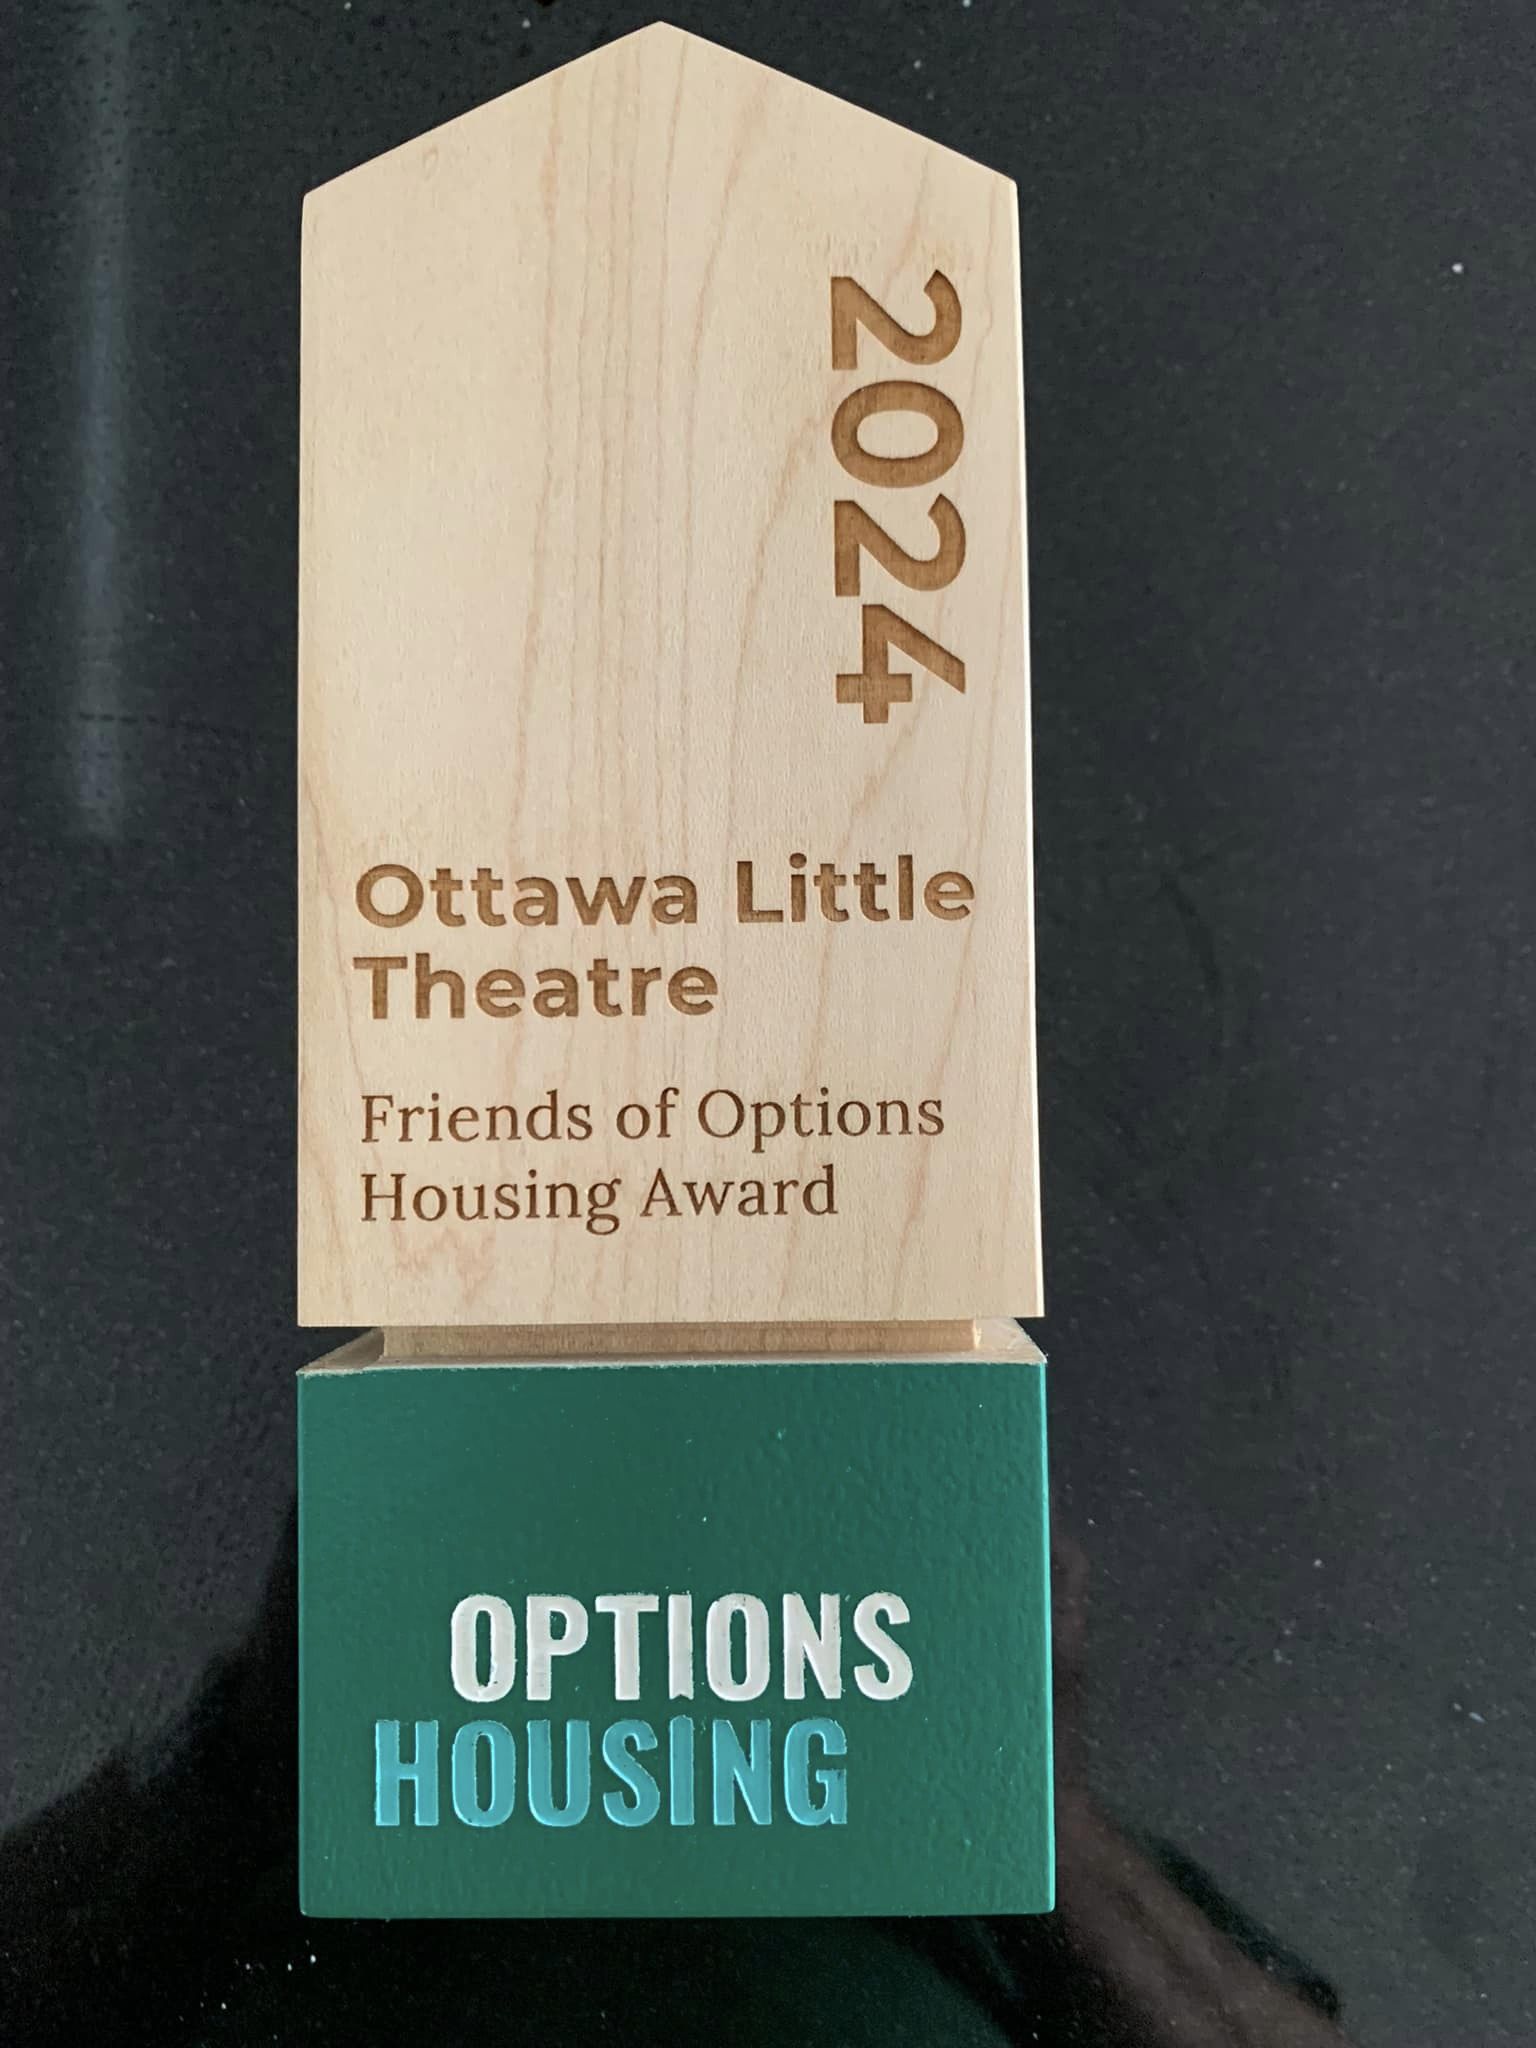 2024
Ottawa Little
Theatre
Friends of Options
Housing Award
OPTIONS
HOUSING